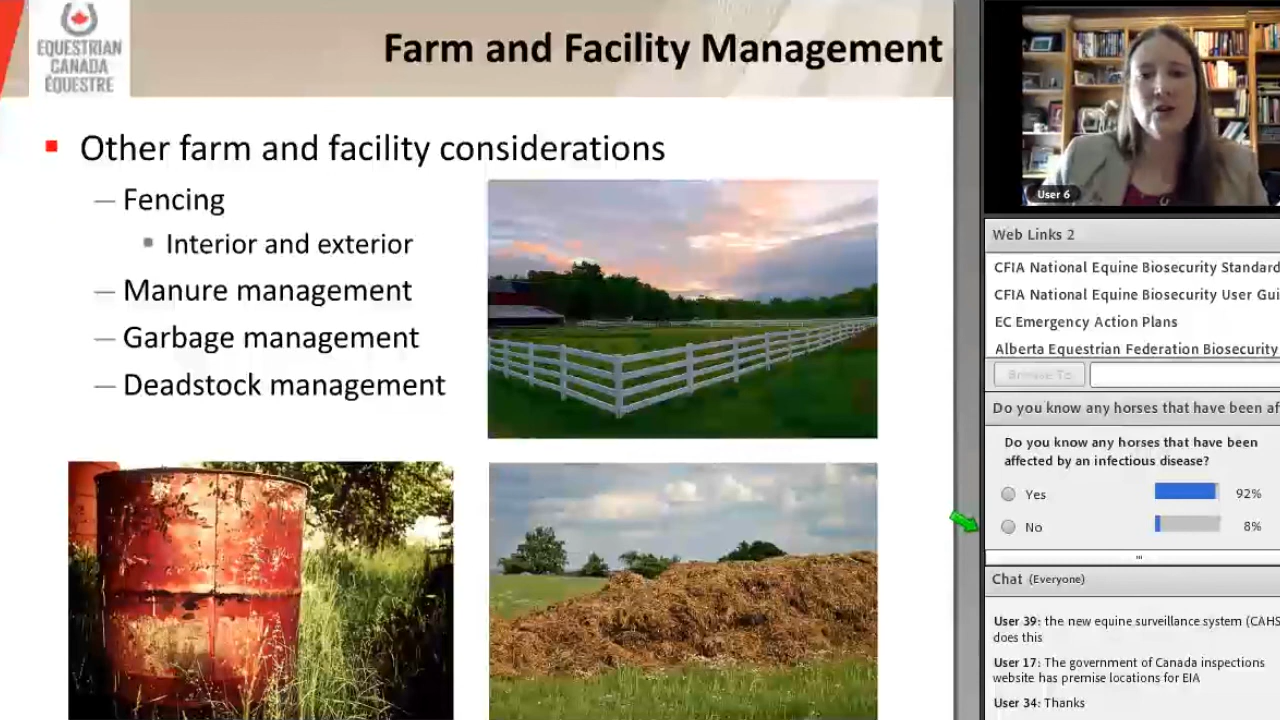 EQUESTRIAN
CANADA
ÉQUESTRE
Farm and Facility Management
Other farm and facility considerations
— Fencing
Interior and exterior
— Manure management
— Garbage management
— Deadstock management
User 6
Web Links 2
CFIA National Equine Biosecurity Standard
CFIA National Equine Biosecurity User Gui
EC Emergency Action Plans
Alberta Equestrian Federation Biosecurity
Browse To
Do you know any horses that have been af
Do you know any horses that have been
affected by an infectious disease?
Yes 92%
No 8%
Chat (Everyone)
User 39: the new equine surveillance system (CAHS
does this
User 17: The government of Canada inspections
website has premise locations for EIA
User 34: Thanks